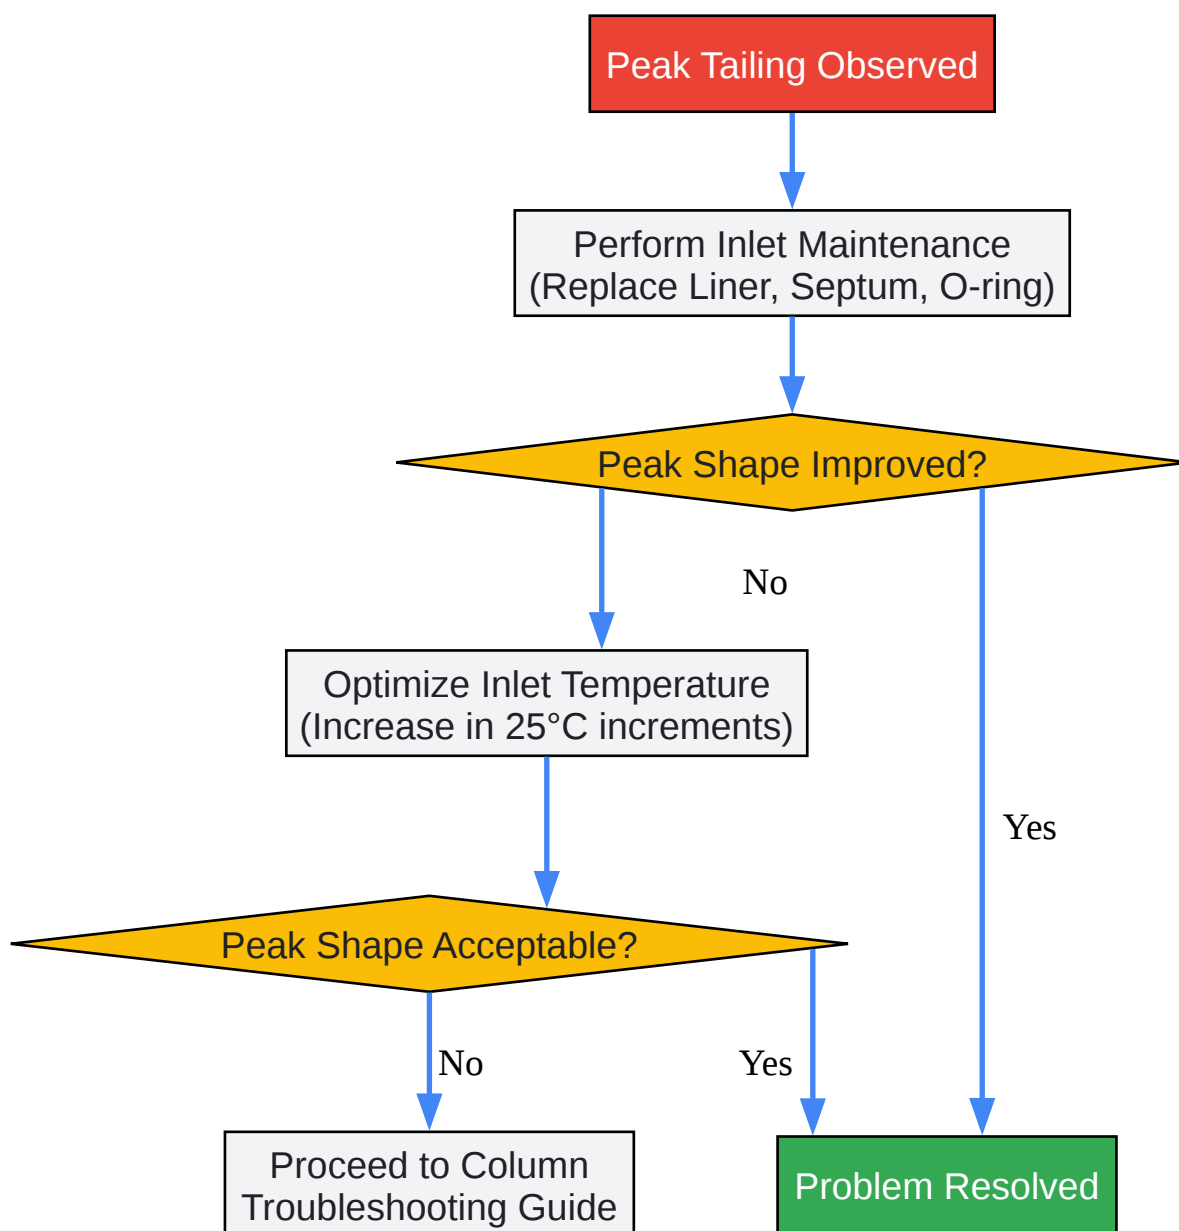 Peak Tailing Observed
Perform Inlet Maintenance
(Replace Liner, Septum, O-ring)
Peak Shape Improved?
No
Optimize Inlet Temperature
(Increase in 25°C increments)
Yes
Peak Shape Acceptable?
No
Yes
Proceed to Column
Troubleshooting Guide
Problem Resolved